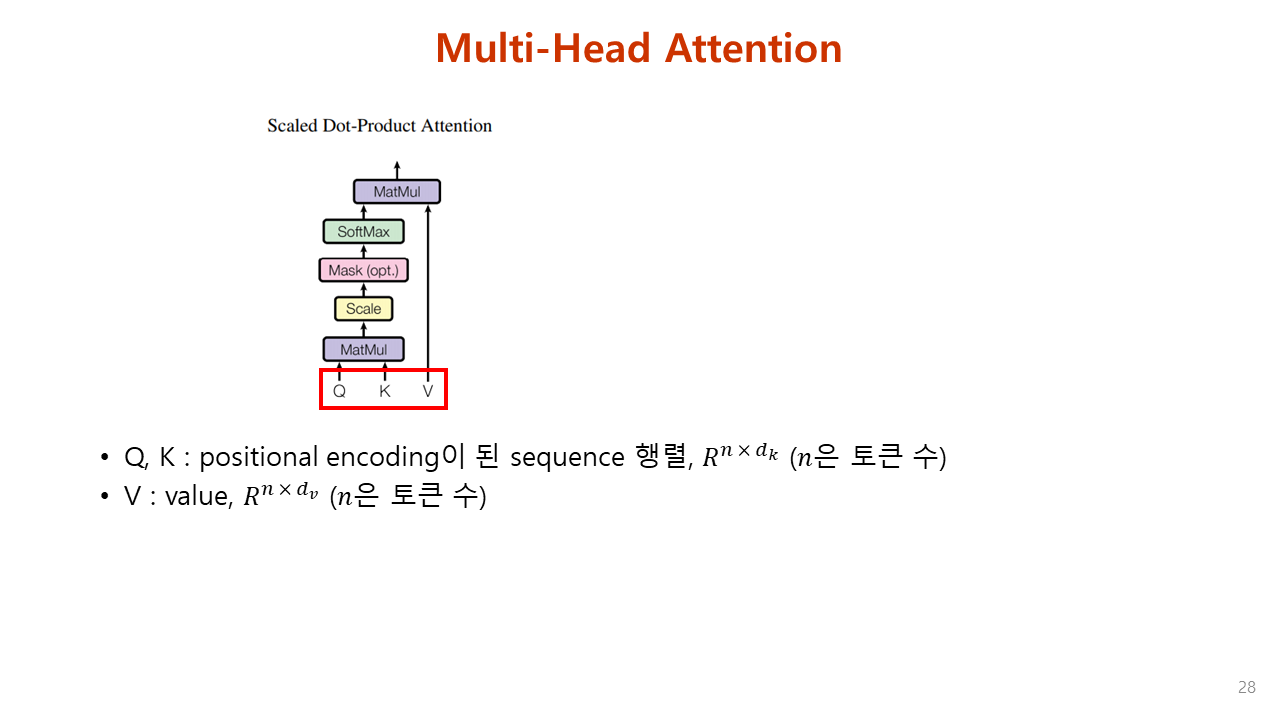 Multi-Head Attention
Scaled Dot-Product Attention
MatMul
SoftMax
Mask (opt.)
Scale
MatMul
Q K V
• Q, K : positional encoding이 된 sequence 행렬, 𝑅^{𝑛×𝑑_𝑘} (𝑛은 토큰 수)
• V : value, 𝑅^{𝑛×𝑑_𝑣} (𝑛은 토큰 수)
28